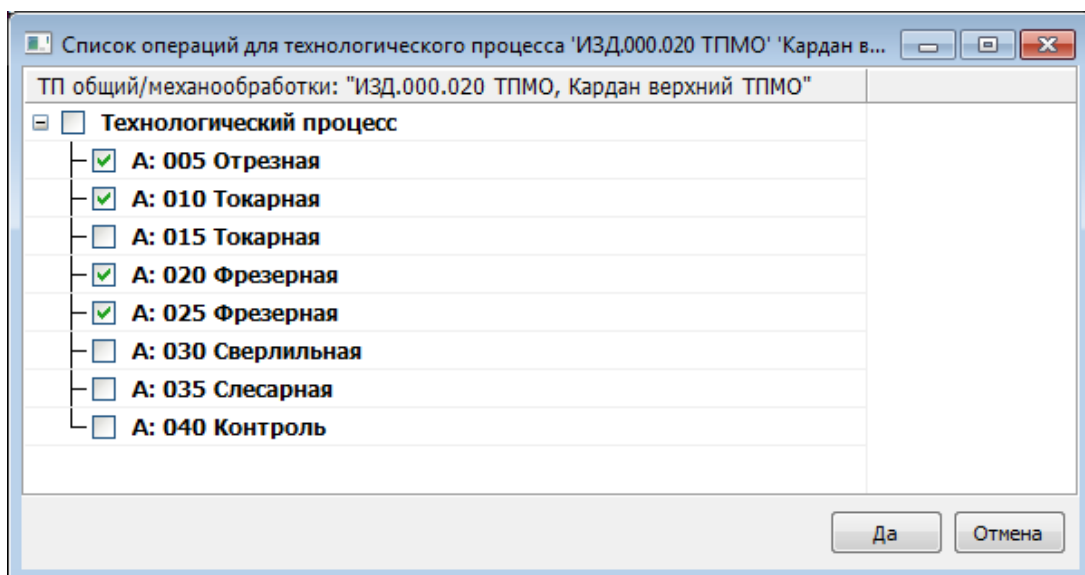 Список операций для технологического процесса 'ИЗД.000.020 ТПМО' 'Кардан в...
ТП общий/механообработки: "ИЗД.000.020 ТПМО, Кардан верхний ТПМО"
Технологический процесс
А: 005 Отрезная
А: 010 Токарная
А: 015 Токарная
А: 020 Фрезерная
А: 025 Фрезерная
А: 030 Сверлильная
А: 035 Слесарная
А: 040 Контроль
Да Отмена